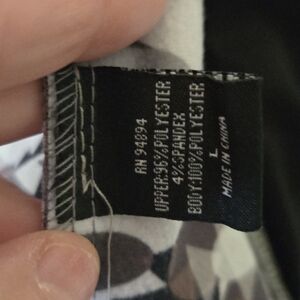 RN 94894
UPPER:96%POLYESTER
4%SPANDEX
BODY:100%POLYESTER
L
MADE IN CHINA